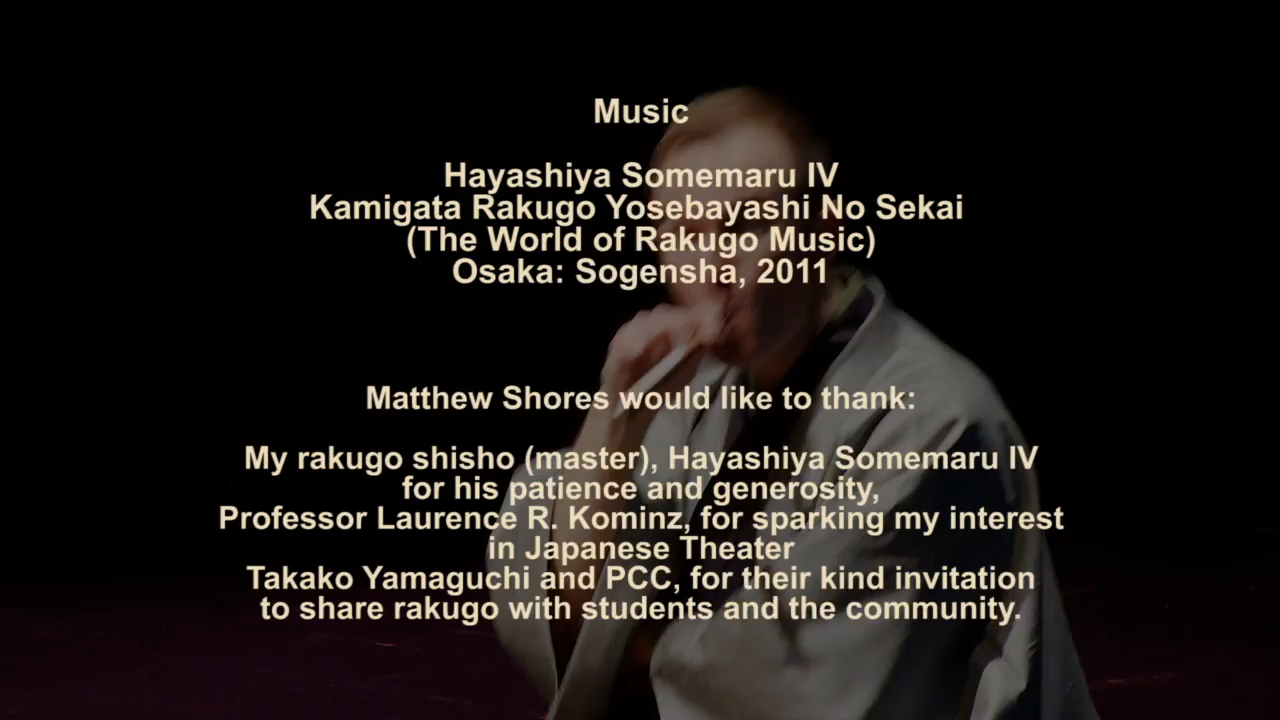 Music
Hayashiya Somemaru IV
Kamigata Rakugo Yosebayashi No Sekai
(The World of Rakugo Music)
Osaka: Sogensha, 2011
Matthew Shores would like to thank:
My rakugo shisho (master), Hayashiya Somemaru IV
for his patience and generosity,
Professor Laurence R. Kominz, for sparking my interest
in Japanese Theater
Takako Yamaguchi and PCC, for their kind invitation
to share rakugo with students and the community.